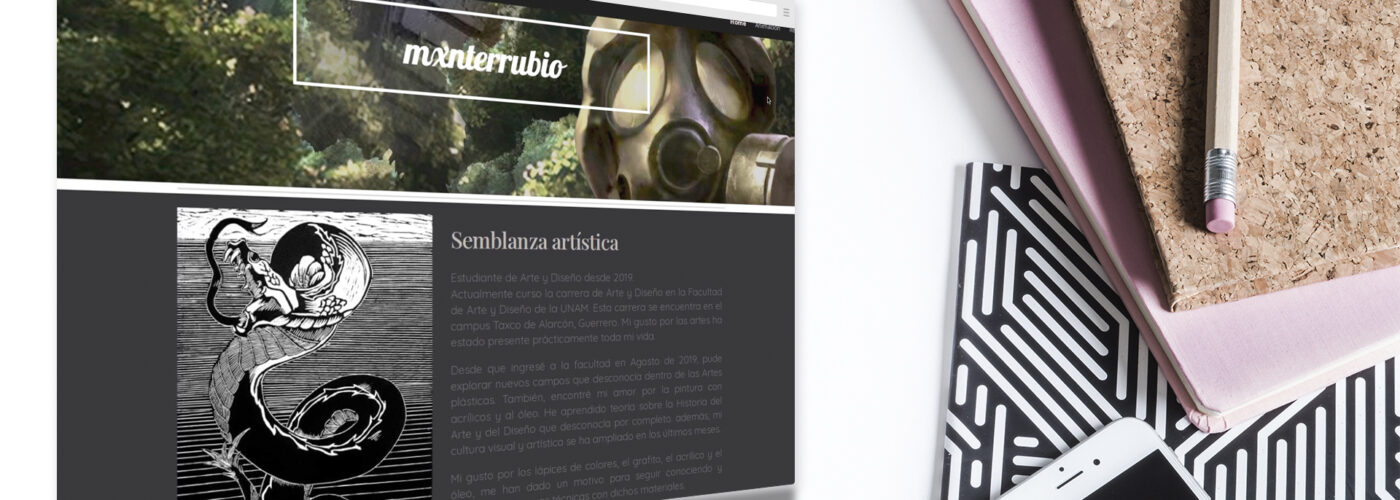 Home
mxnterrubio
Semblanza artística
Estudiante de Arte y Diseño desde 2019.
Actualmente curso la carrera de Arte y Diseño en la Facultad
de Arte y Diseño de la UNAM. Esta carrera se encuentra en el
campus Taxco de Alarcón, Guerrero. Mi gusto por las artes ha
estado presente prácticamente toda mi vida.
Desde que ingresé a la facultad en Agosto de 2019, pude
explorar nuevos campos que desconocía dentro de las Artes
plásticas. También, encontré mi amor por la pintura con
acrílicos y al óleo. He aprendido teoría sobre la Historia del
Arte y del Diseño que desconocía por completo además, mi
cultura visual y artística se ha ampliado en los últimos meses.
Mi gusto por los lápices de colores, el grafito, el acrílico y el
óleo, me han dado un motivo para seguir conociendo y
técnicas con dichos materiales.